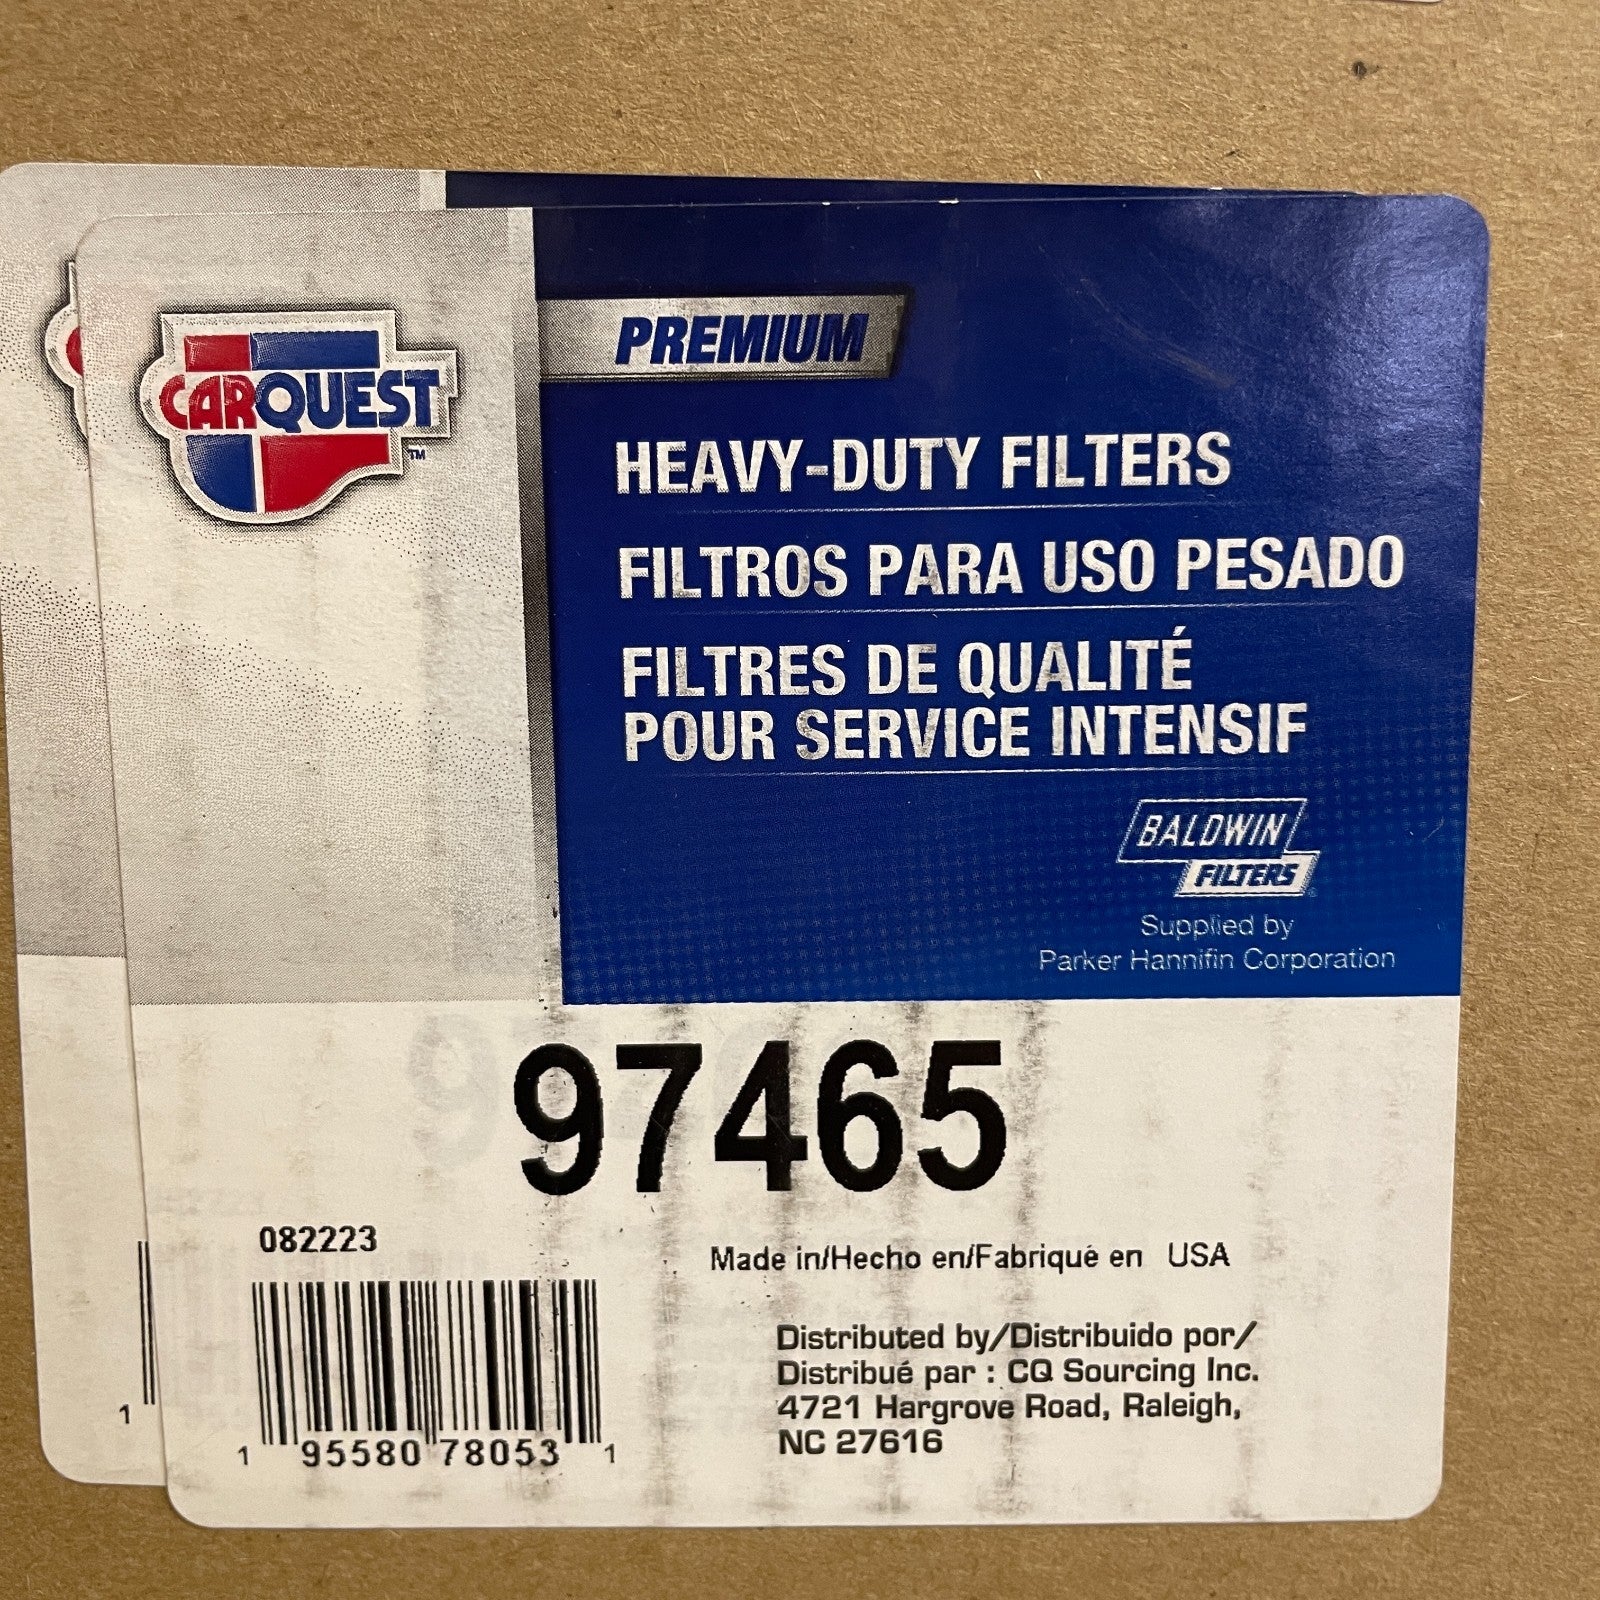 CARQUEST
TM
PREMIUM
HEAVY-DUTY FILTERS
FILTROS PARA USO PESADO
FILTRES DE QUALITÉ
POUR SERVICE INTENSIF
BALDWIN
FILTERS
Supplied by
Parker Hannifin Corporation
97465
082223
Made in/Hecho en/Fabriqué en USA
Distributed by/Distribuido por/
Distribué par : CQ Sourcing Inc.
4721 Hargrove Road, Raleigh,
NC 27616
1 95580 78053 1
1